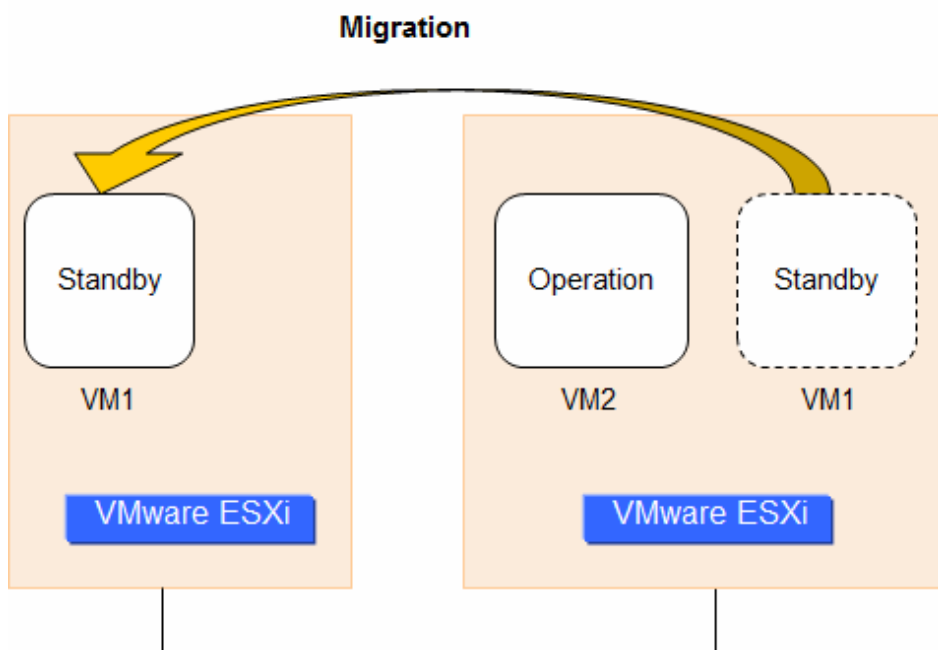 Migration
Standby
Operation
Standby
VM1
VM2
VM1
VMware ESXi
VMware ESXi